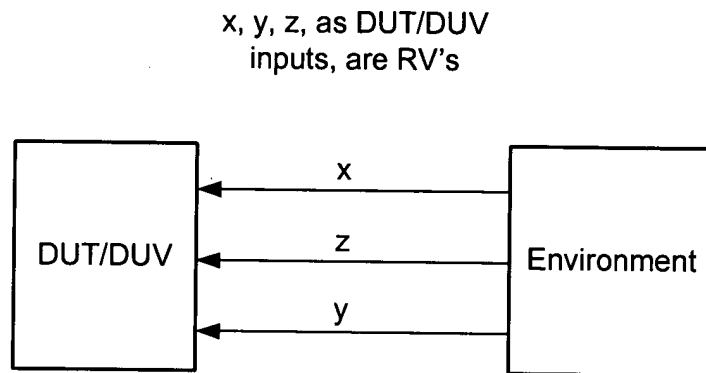 x, y, z, as DUT/DUV
inputs, are RV's
x
DUT/DUV
z
Environment
y